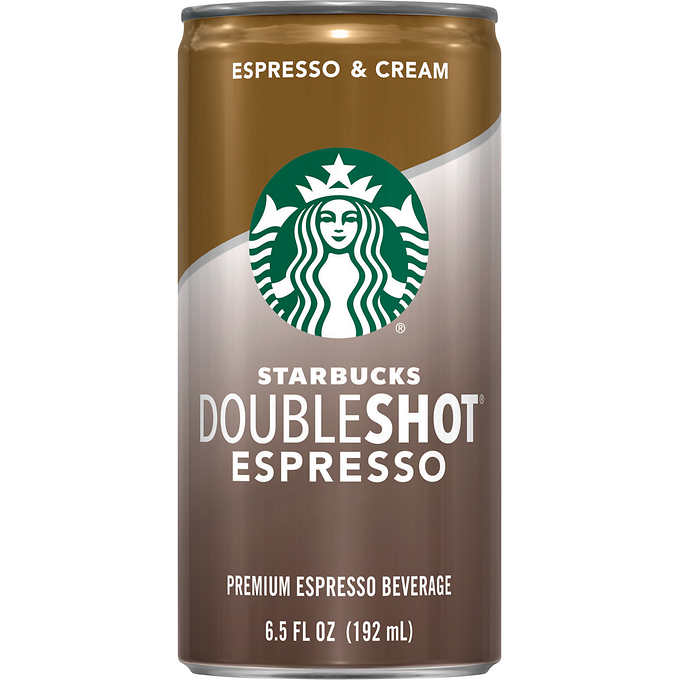 ESPRESSO & CREAM
®
STARBUCKS
DOUBLESHOT®
ESPRESSO
PREMIUM ESPRESSO BEVERAGE
6.5 FL OZ (192 mL)